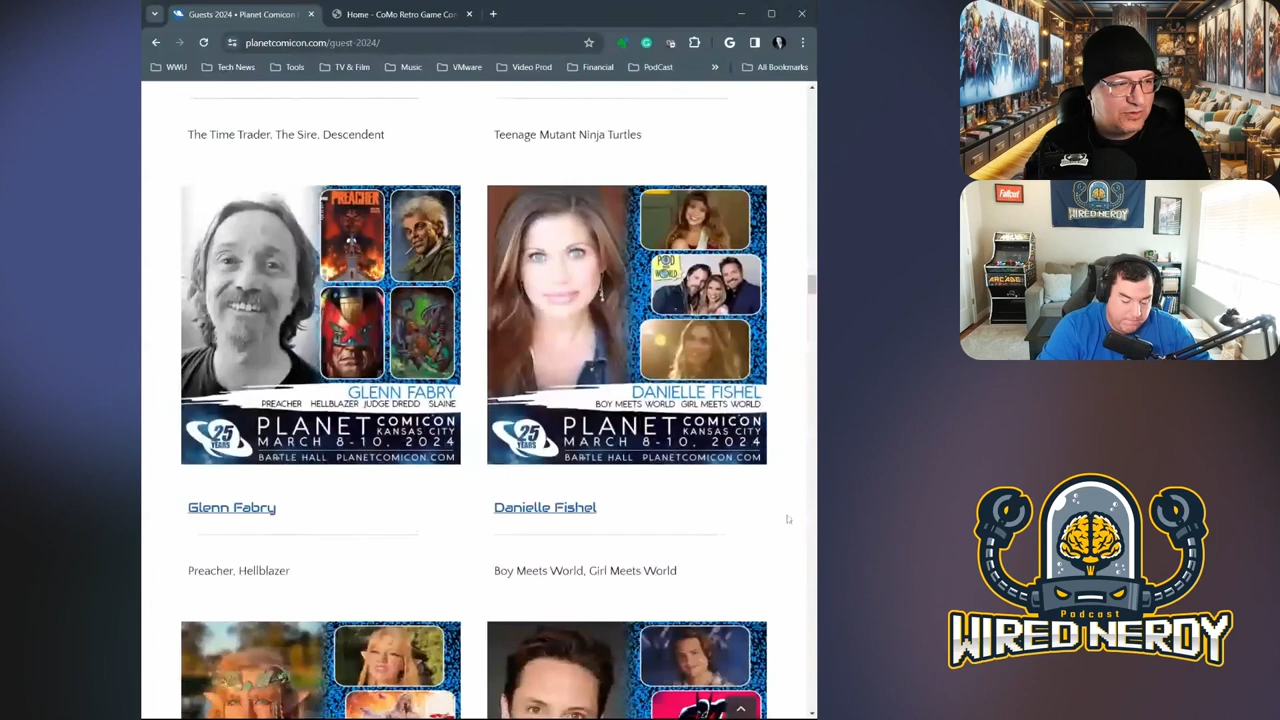 Guests 2024 • Planet Comicon
Home - CoMo Retro Game Con
planetcomicon.com/guest-2024/
WWU
Tech News
Tools
TV & Film
Music
VMware
Video Prod
Financial
PodCast
All Bookmarks
The Time Trader, The Sire, Descendent
Teenage Mutant Ninja Turtles
PREACHER
GLENN FABRY
PREACHER HELLBLAZER JUDGE DREDD SLAINE
25 YEARS
PLANET COMICON
KANSAS CITY
MARCH 8-10, 2024
BARTLE HALL PLANETCOMICON.COM
POD
WORLD
DANIELLE FISHEL
BOY MEETS WORLD GIRL MEETS WORLD
25 YEARS
PLANET COMICON
KANSAS CITY
MARCH 8-10, 2024
BARTLE HALL PLANETCOMICON.COM
Glenn Fabry
Danielle Fishel
Preacher, Hellblazer
Boy Meets World, Girl Meets World
Fallout
WIRED NERDY
ARCADE
Podcast
WIRED NERDY